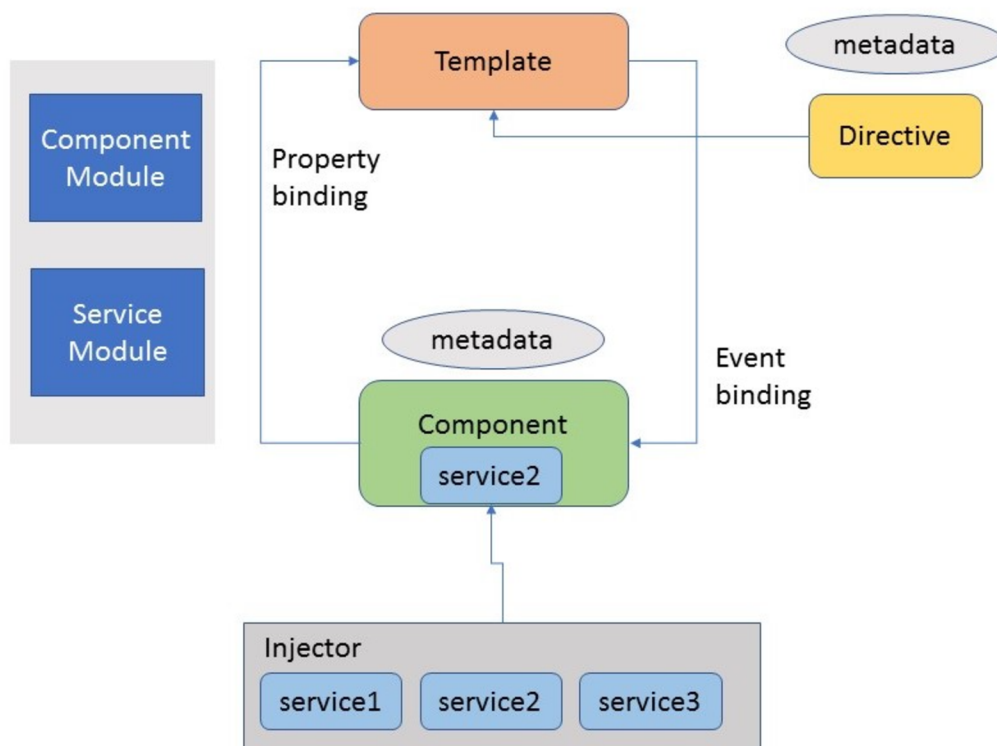 Template
metadata
Directive
Component
Module
Service
Module
Property
binding
Event
binding
metadata
Component
service2
Injector
service1
service2
service3